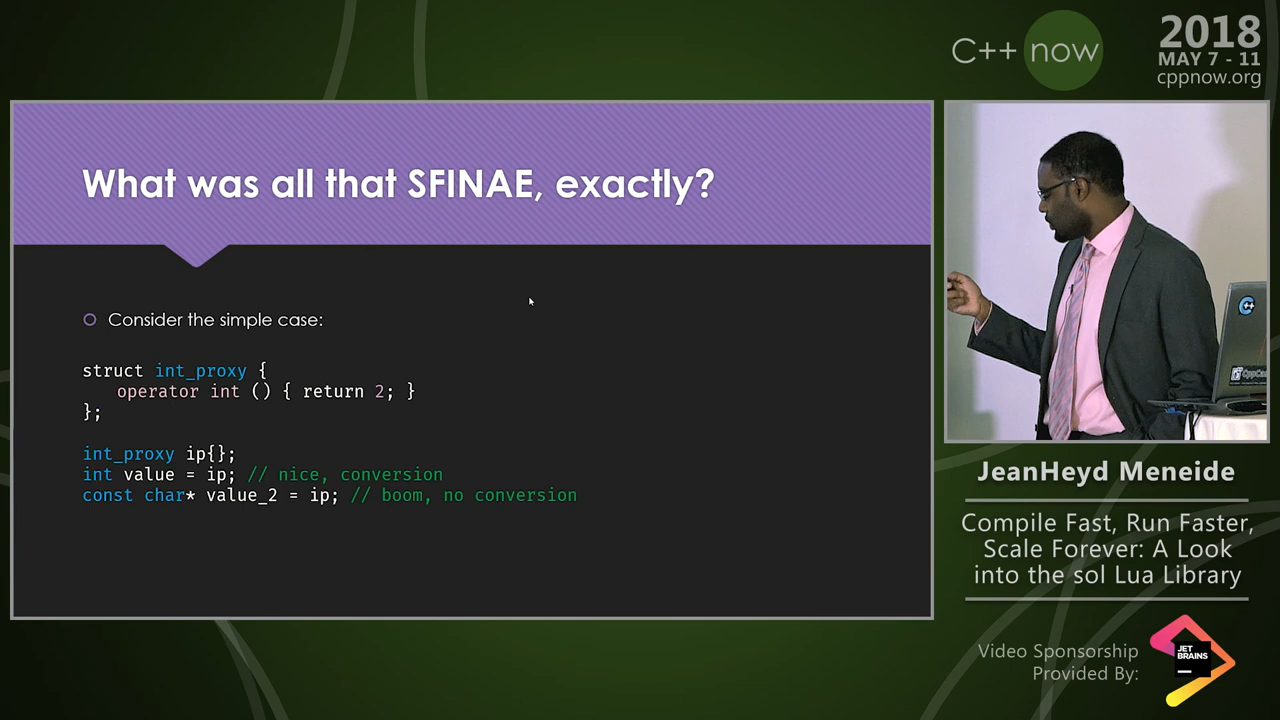 C++ now
2018
MAY 7 - 11
cppnow.org
What was all that SFINAE, exactly?
Consider the simple case:
struct int_proxy {
operator int () { return 2; }
};
int_proxy ip{};
int value = ip; // nice, conversion
const char* value_2 = ip; // boom, no conversion
CppCast
JeanHeyd Meneide
Compile Fast, Run Faster,
Scale Forever: A Look
into the sol Lua Library
Video Sponsorship
Provided By:
JET
BRAINS